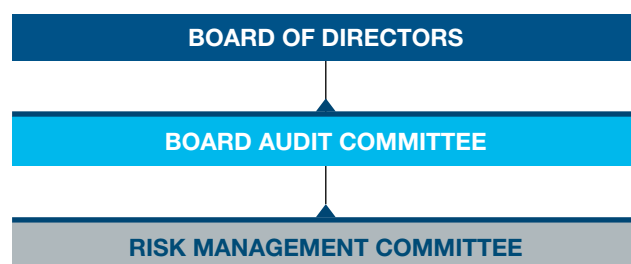 BOARD OF DIRECTORS
BOARD AUDIT COMMITTEE
RISK MANAGEMENT COMMITTEE